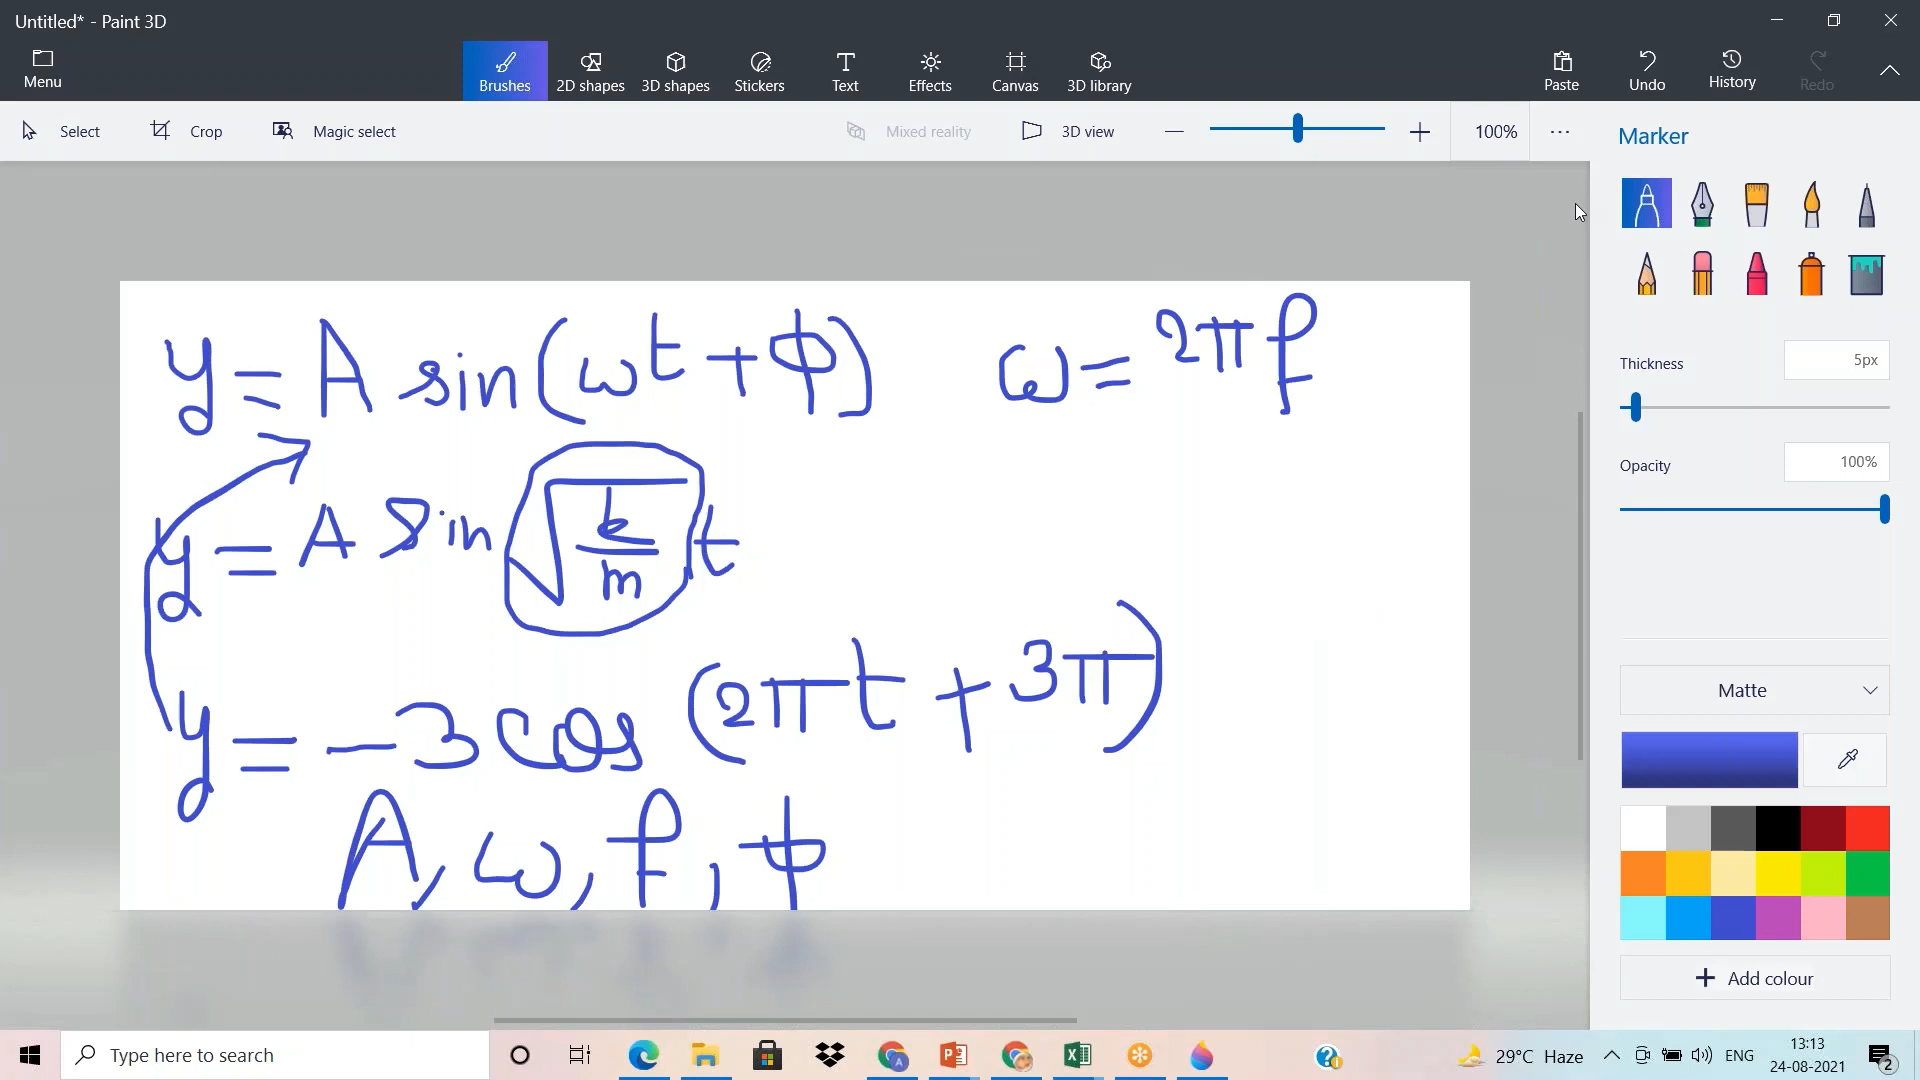 Untitled* - Paint 3D
Menu
Brushes 2D shapes 3D shapes Stickers Text Effects Canvas 3D library
Paste Undo History Redo
Select Crop Magic select Mixed reality 3D view 100%
Marker
Thickness 5px
Opacity 100%
Matte
Add colour
y = A sin(ωt + ϕ) ω = 2πf
y = A sin √(k/m) t
y = -3 cos (2πt + 3π)
A, ω, f, ϕ
Type here to search
29°C Haze ENG 13:13
24-08-2021
2